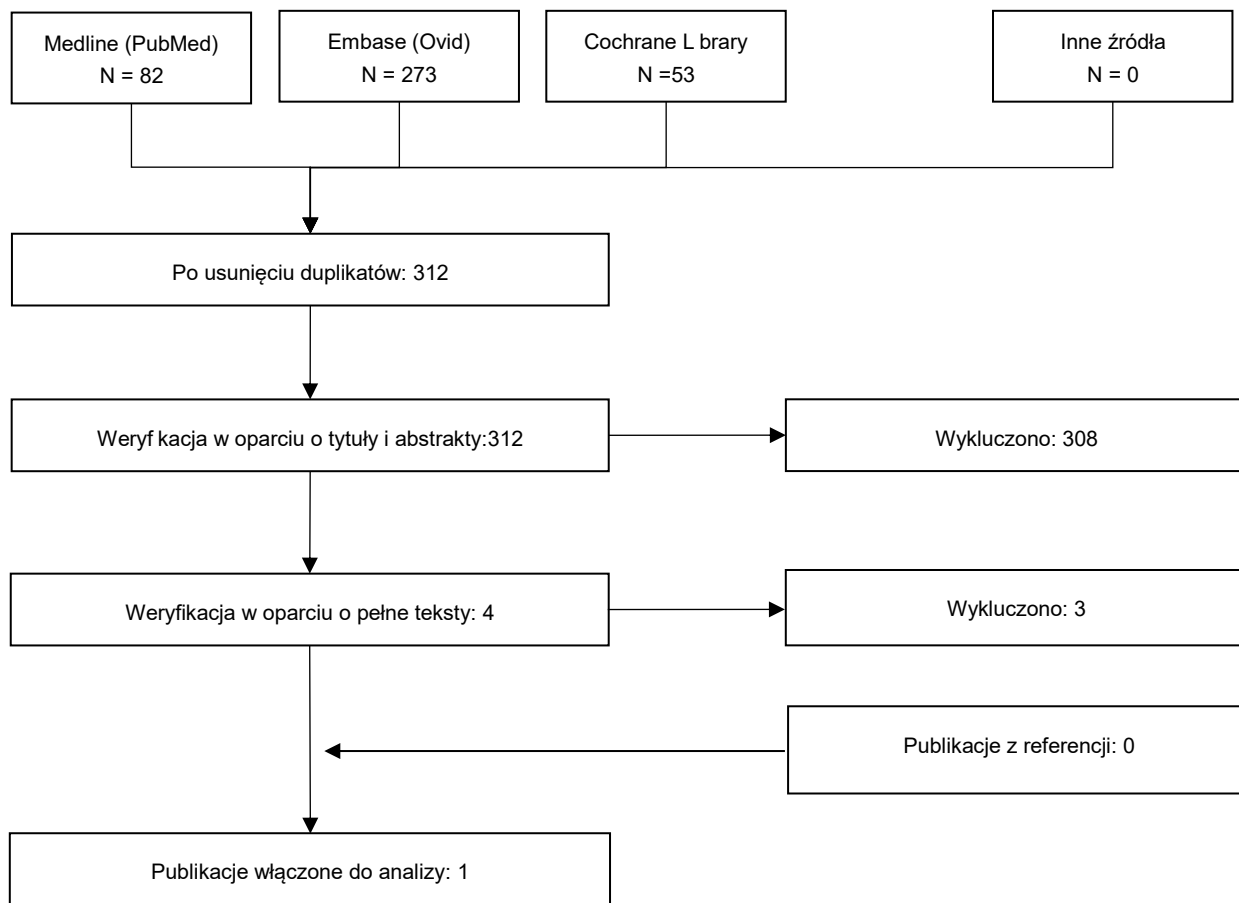 Medline (PubMed)
N = 82
Embase (Ovid)
N = 273
Cochrane L brary
N =53
Inne źródła
N = 0
Po usunięciu duplikatów: 312
Weryf kacja w oparciu o tytuły i abstrakty:312
Wykluczono: 308
Weryfikacja w oparciu o pełne teksty: 4
Wykluczono: 3
Publikacje z referencji: 0
Publikacje włączone do analizy: 1